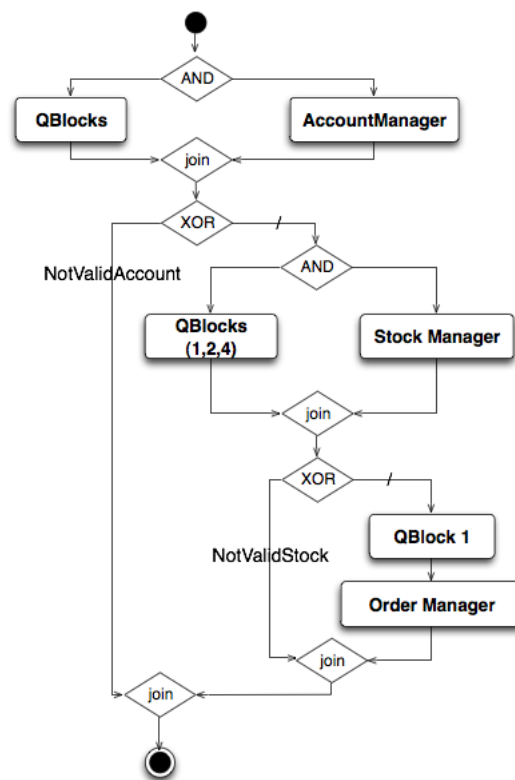 AND
QBlocks
AccountManager
join
XOR
/
NotValidAccount
AND
QBlocks
(1,2,4)
Stock Manager
join
XOR
/
QBlock 1
NotValidStock
Order Manager
join
join